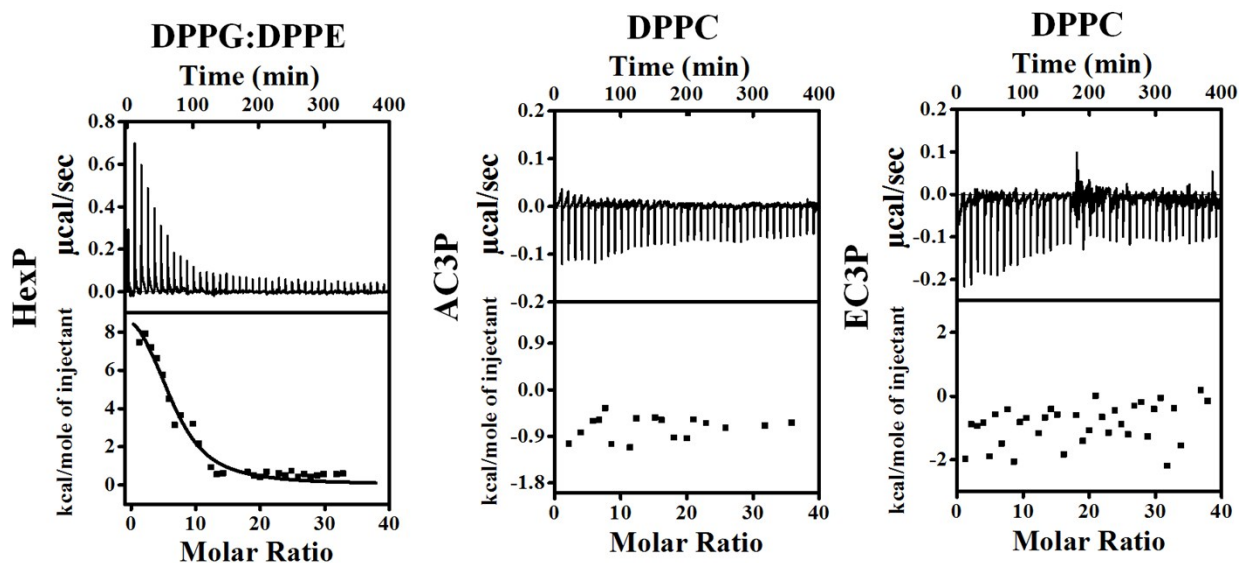 DPPG:DPPE
Time (min)
0 100 200 300 400
0.8
0.6
0.4
0.2
0.0
µcal/sec
HexP
8
6
4
2
0
kcal/mole of injectant
0 10 20 30 40
Molar Ratio
DPPC
Time (min)
0 100 200 300 400
0.2
0.1
0.0
-0.1
-0.2
µcal/sec
AC3P
0.9
0.0
-0.9
-1.8
kcal/mole of injectant
0 10 20 30 40
Molar Ratio
DPPC
Time (min)
0 100 200 300 400
0.2
0.1
0.0
-0.1
-0.2
µcal/sec
EC3P
2
0
-2
kcal/mole of injectant
0 10 20 30 40
Molar Ratio